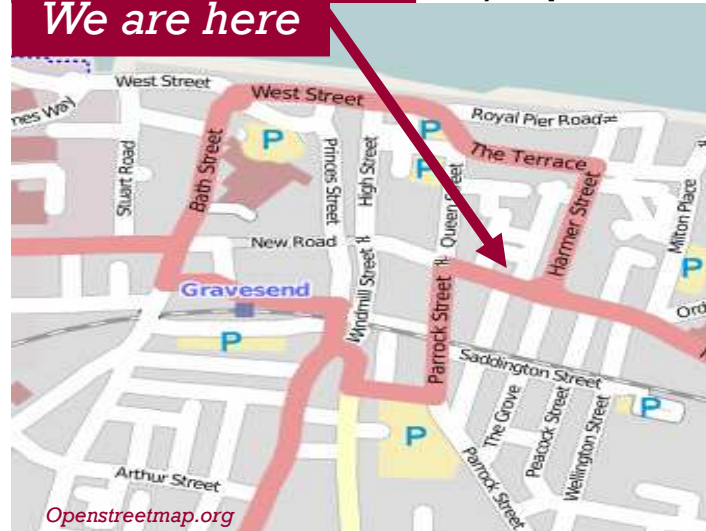 We are here
West Street
West Street
Royal Pier Road
The Terrace
Stuart Road
Bath Street
Princes Street
High Street
Queen Street
Harmer Street
Milton Place
P
P
P
P
New Road
Gravesend
Windmill Street
Parrock Street
P
Saddington Street
P
The Grove
Peacock Street
Wellington Street
P
Parrock Street
Arthur Street
Openstreetmap.org